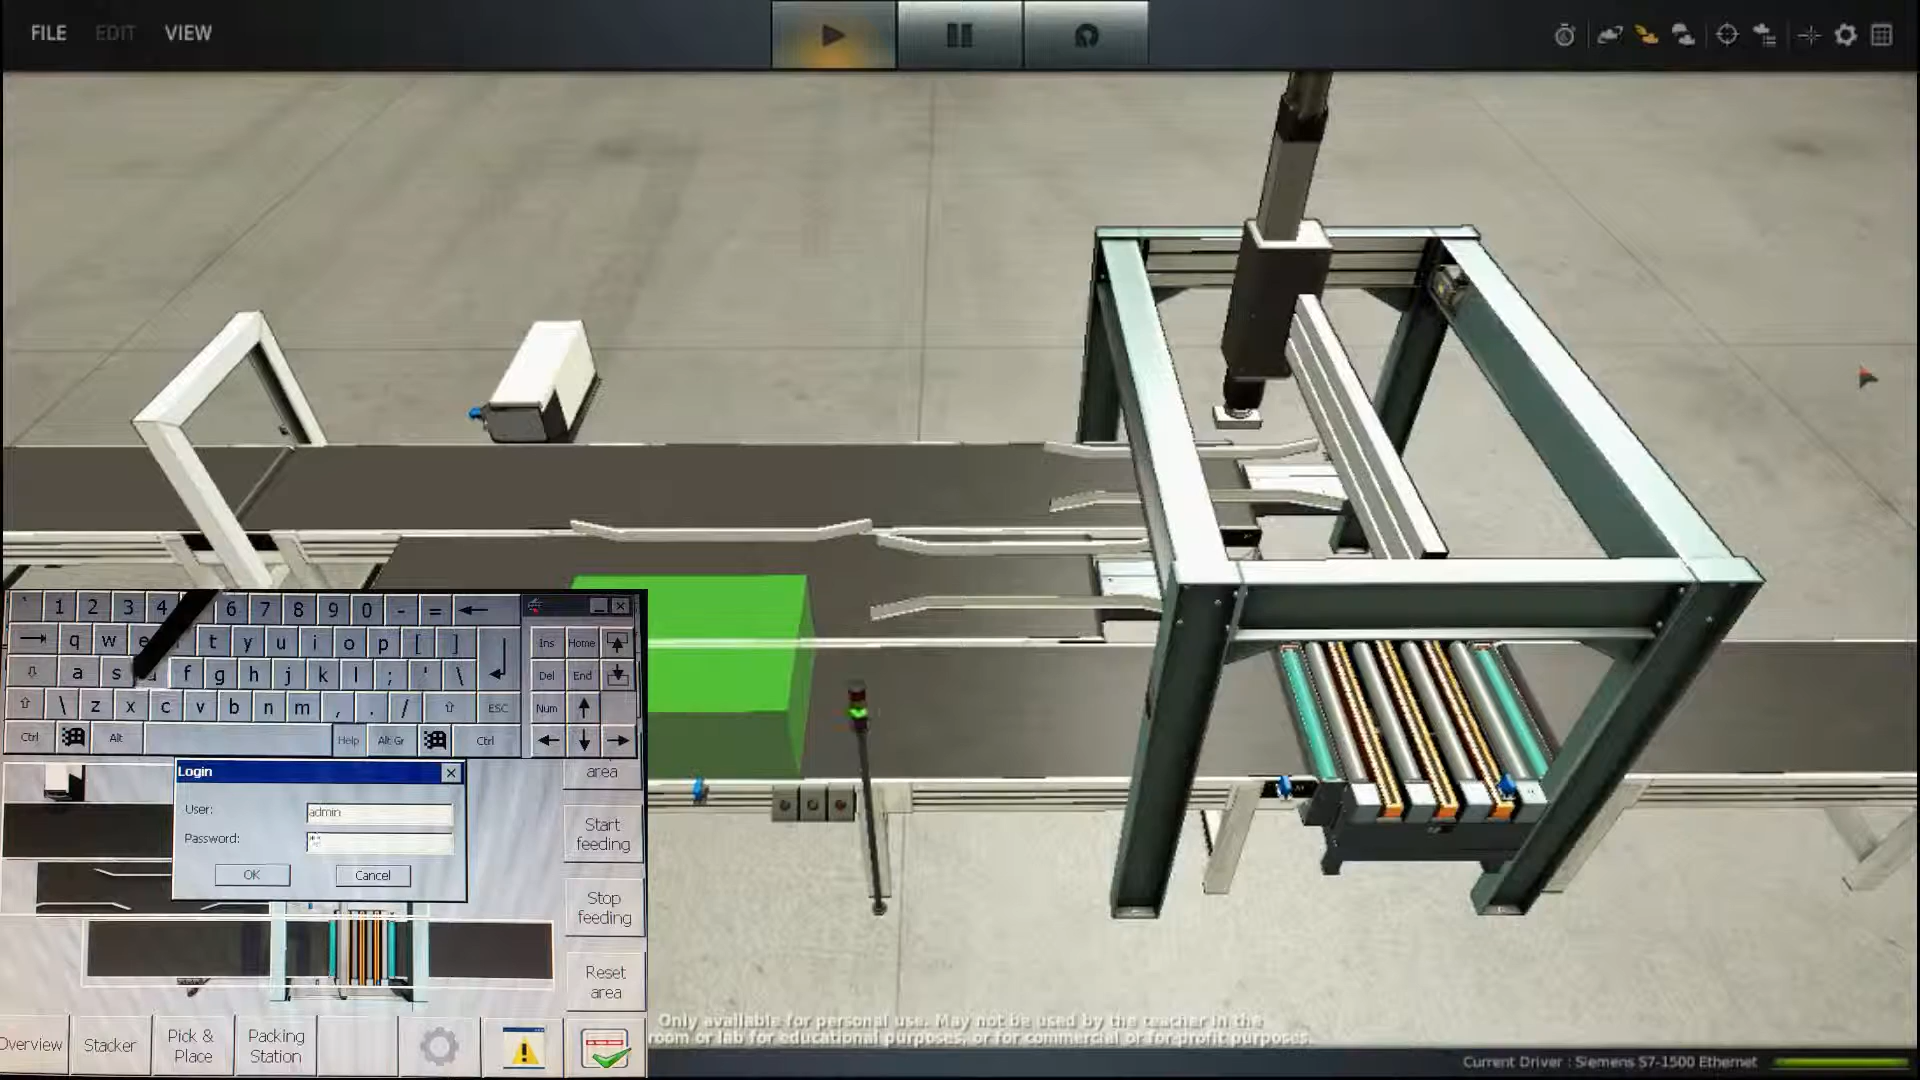 FILE EDIT VIEW
` 1 2 3 4 6 7 8 9 0 - =
q w e t y u i o p [ ] Ins Home
a s f g h j k l ; ' \ Del End
\ z x c v b n m , . / ESC Num
Ctrl Alt Help Alt Gr Ctrl
Login
User: admin
Password: **
OK Cancel
area
Start
feeding
Stop
feeding
Reset
area
Overview Stacker Pick &
Place Packing
Station
Only available for personal use. May not be used by the teacher in the
room or lab for educational purposes, or for commercial or for-profit purposes.
Current Driver : Siemens S7-1500 Ethernet